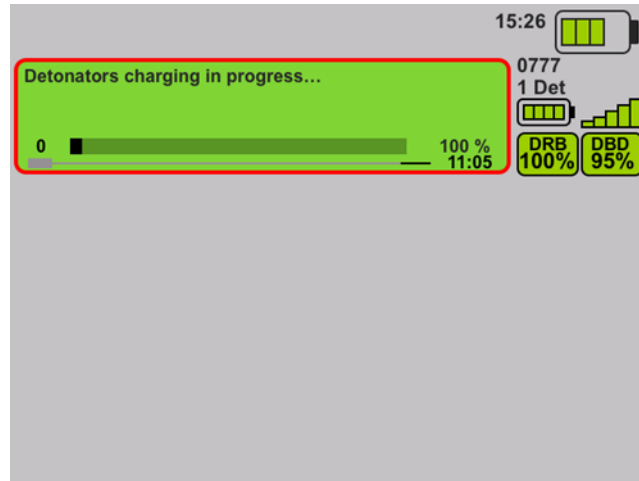 15:26
Detonators charging in progress…
0777
1 Det
0 100 %
11:05
DRB DBD
100% 95%